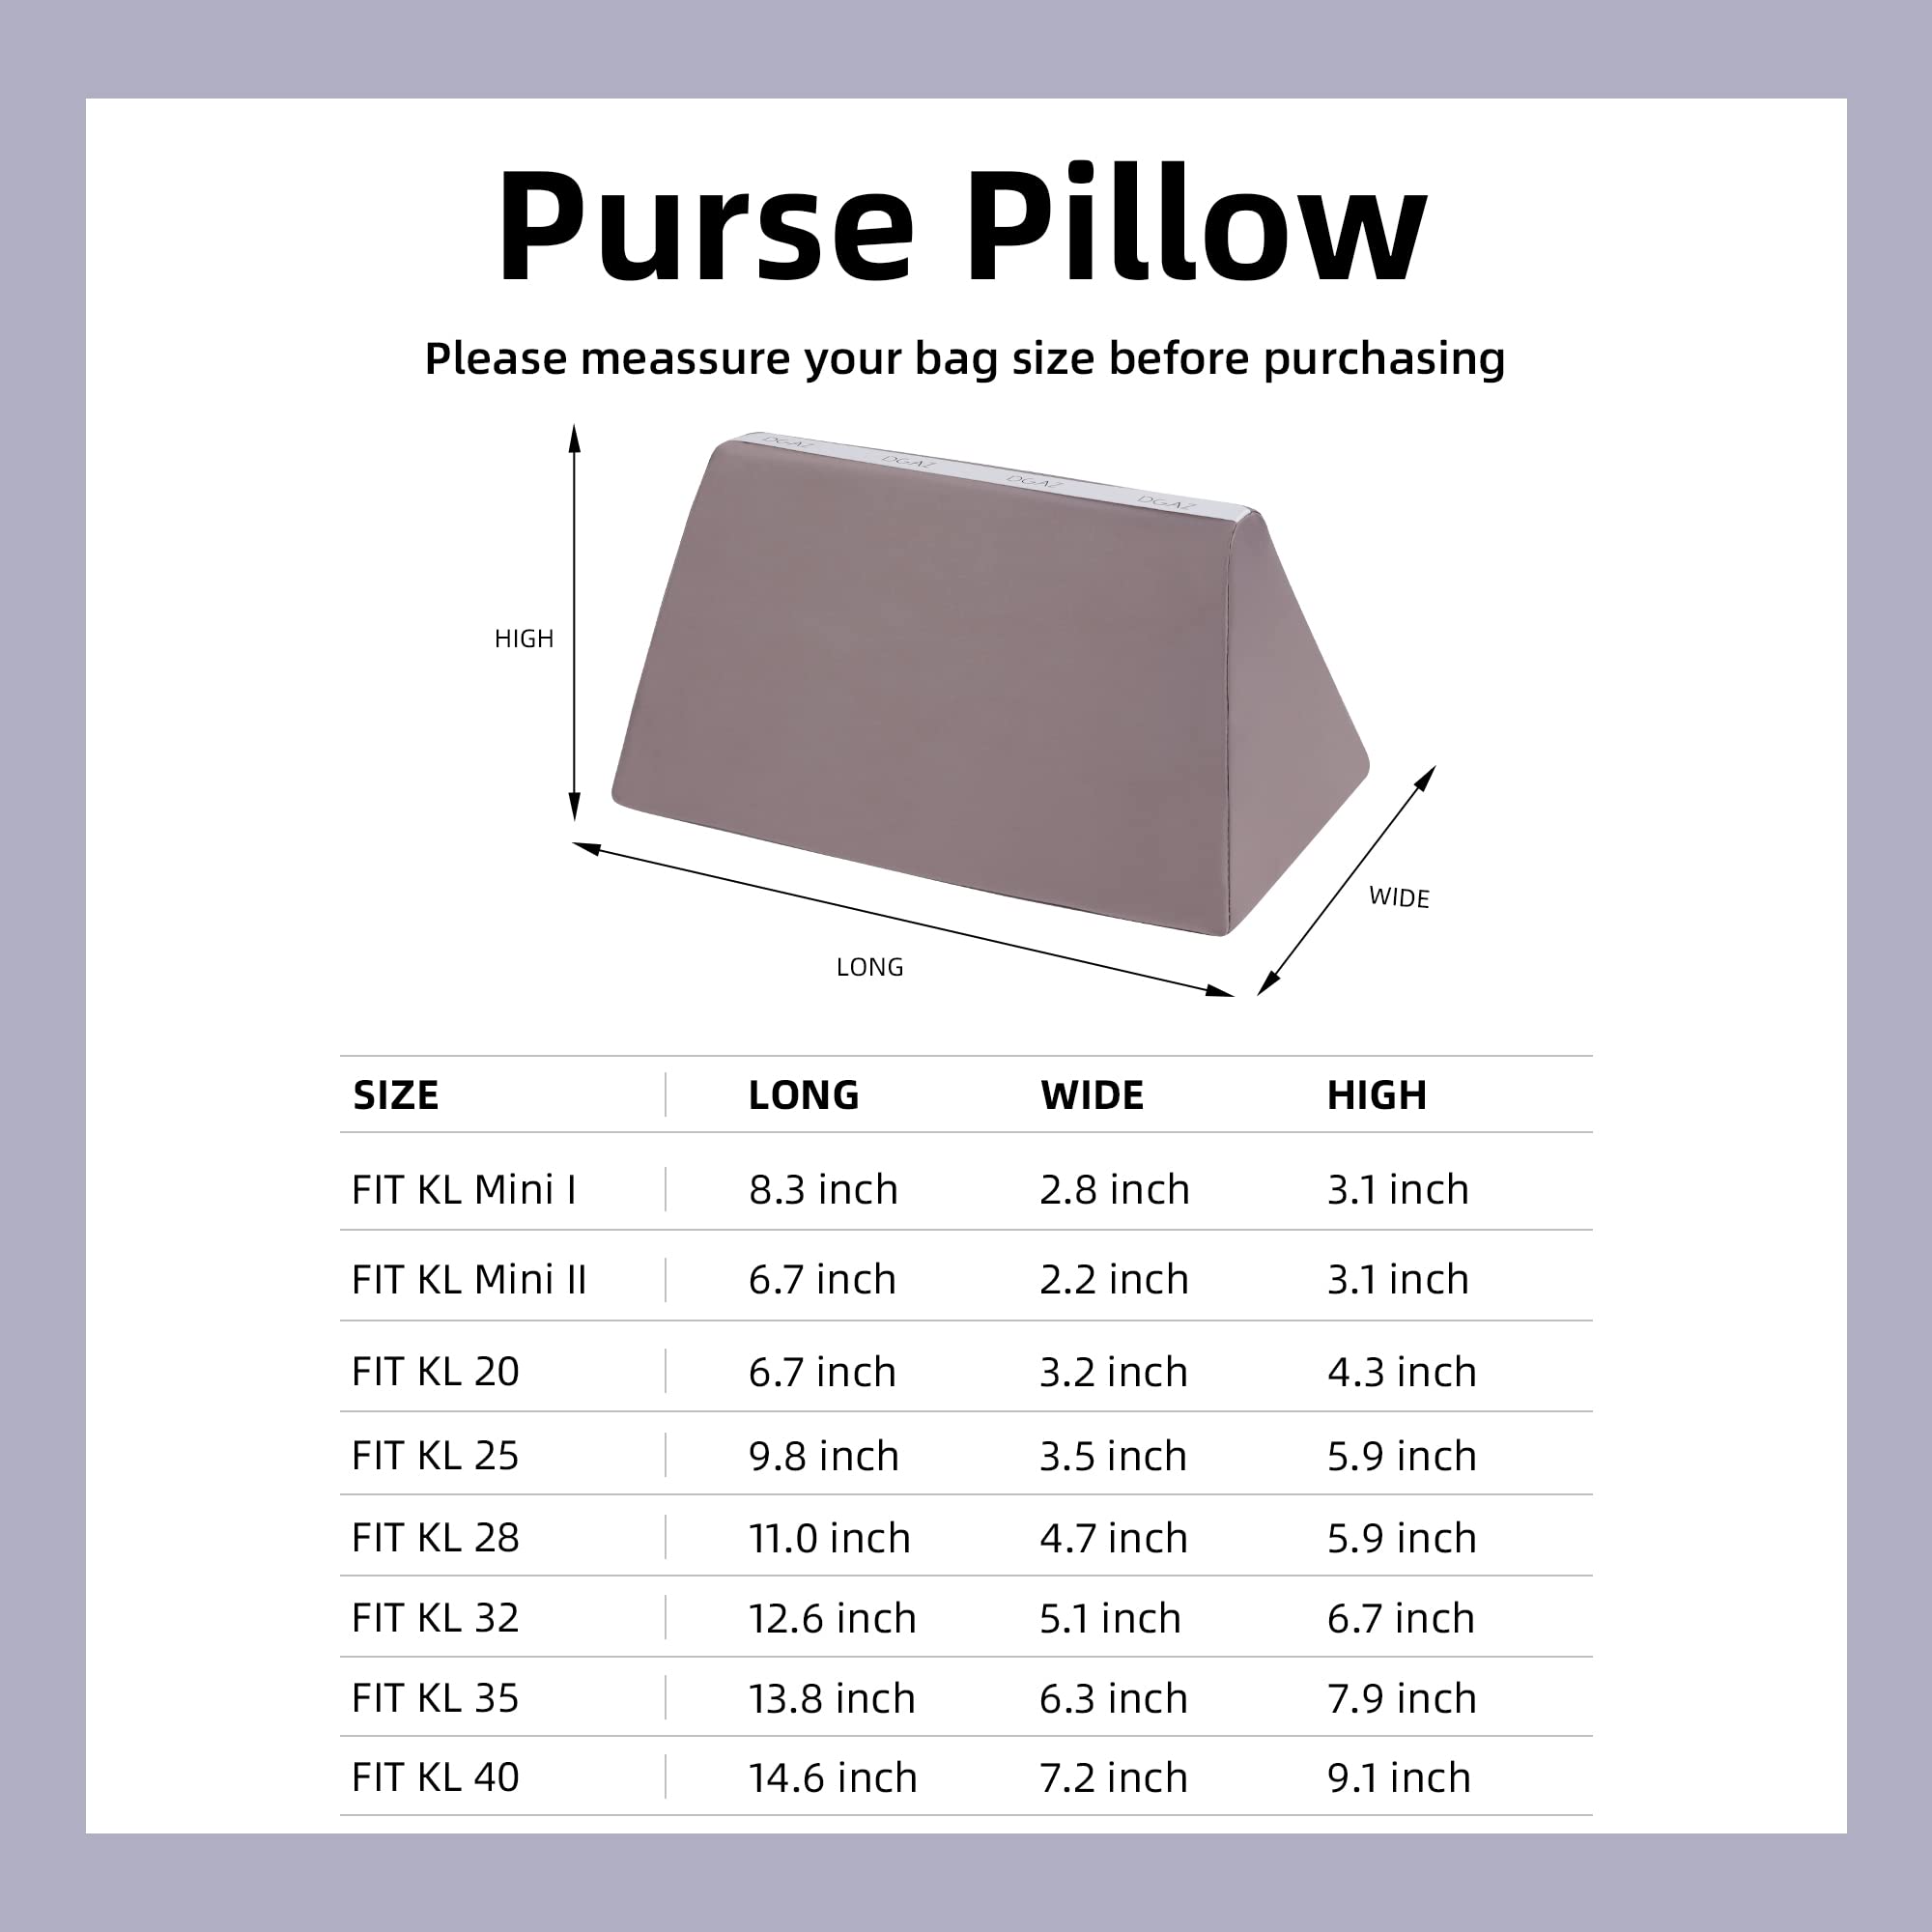 Purse Pillow
Please meassure your bag size before purchasing
DGAZ DGAZ DGAZ DGAZ
HIGH
WIDE
LONG
SIZE LONG WIDE HIGH
FIT KL Mini I 8.3 inch 2.8 inch 3.1 inch
FIT KL Mini II 6.7 inch 2.2 inch 3.1 inch
FIT KL 20 6.7 inch 3.2 inch 4.3 inch
FIT KL 25 9.8 inch 3.5 inch 5.9 inch
FIT KL 28 11.0 inch 4.7 inch 5.9 inch
FIT KL 32 12.6 inch 5.1 inch 6.7 inch
FIT KL 35 13.8 inch 6.3 inch 7.9 inch
FIT KL 40 14.6 inch 7.2 inch 9.1 inch